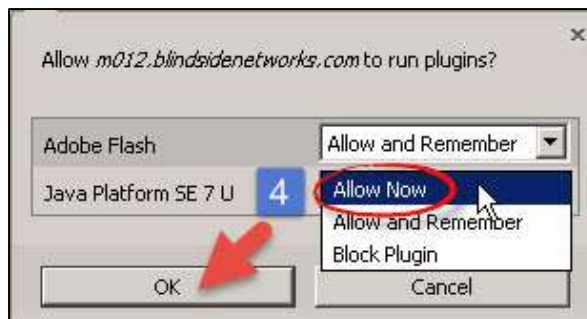 Allow m012.blindsidenetworks.com to run plugins?
Adobe Flash
Allow and Remember
Java Platform SE 7 U
4
Allow Now
Allow and Remember
Block Plugin
OK
Cancel